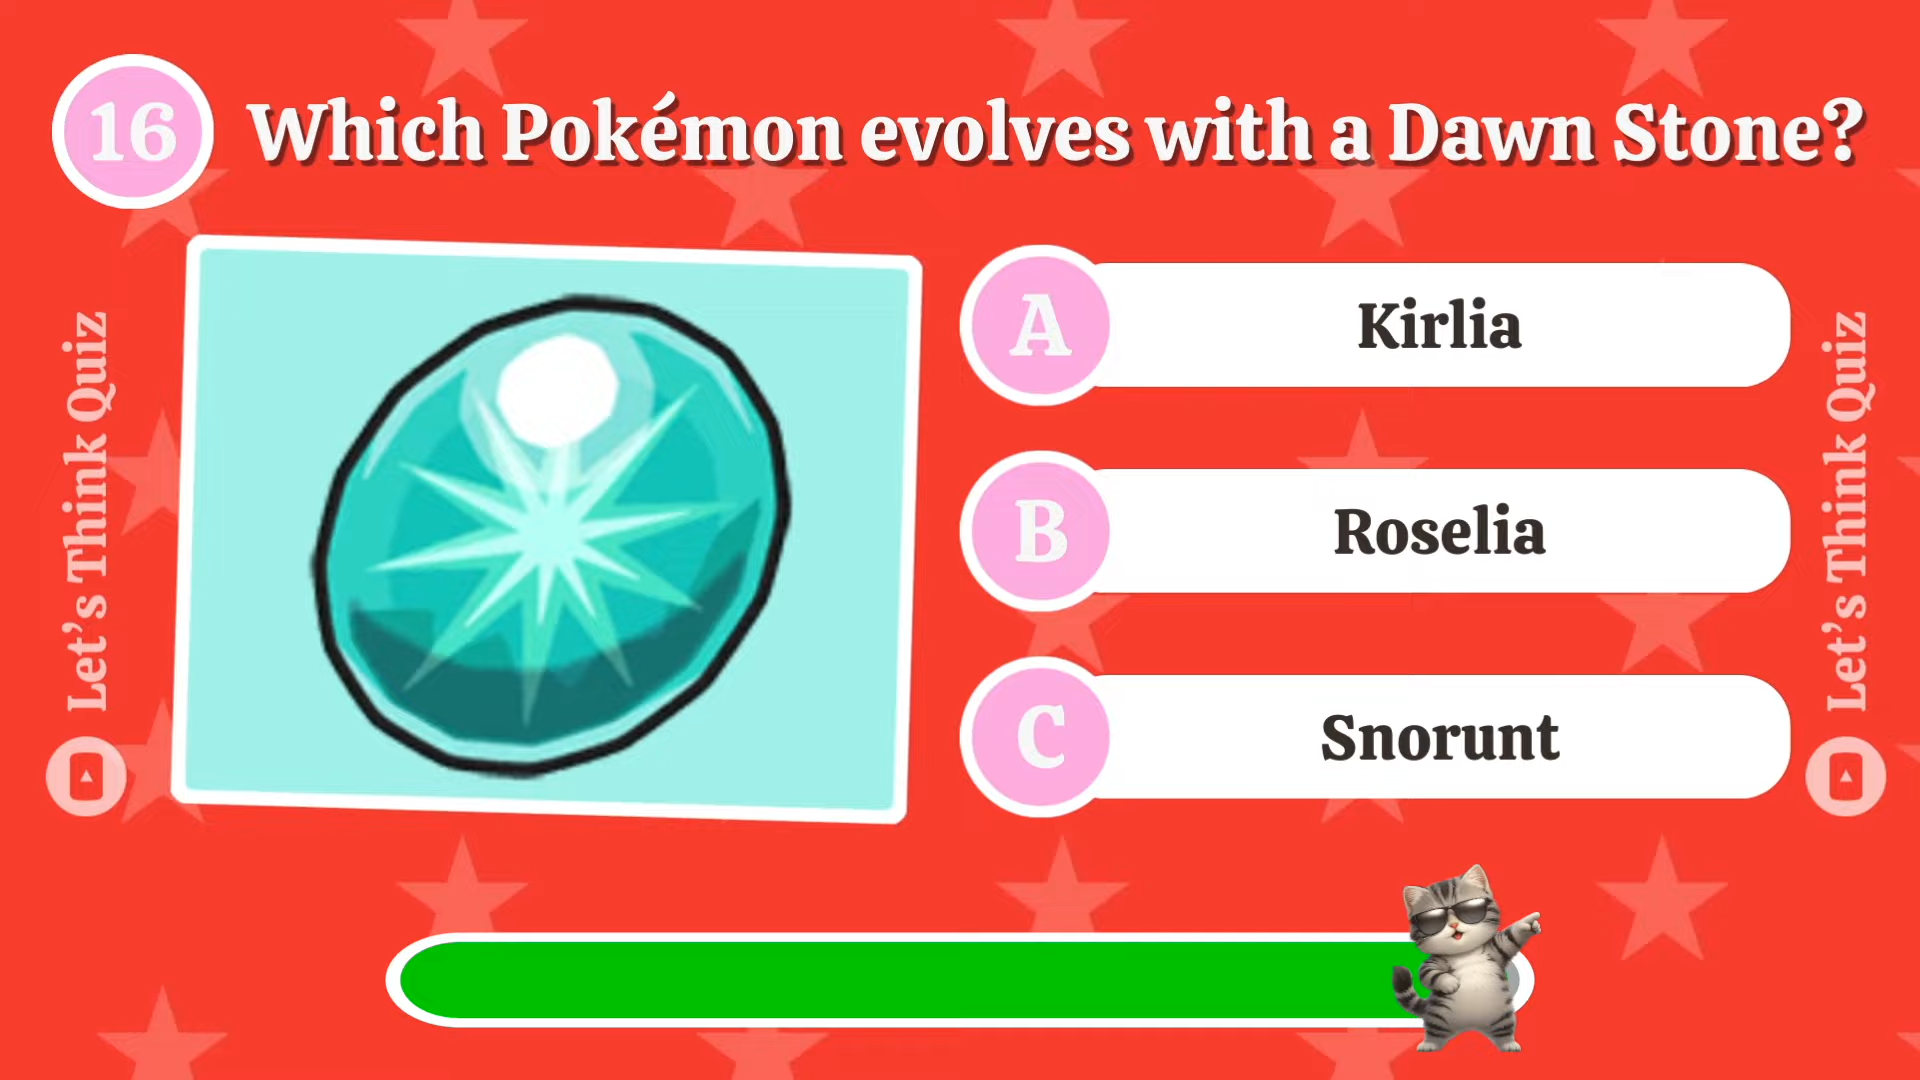 16
Which Pokémon evolves with a Dawn Stone?
Let's Think Quiz
A
Kirlia
B
Roselia
C
Snorunt
Let's Think Quiz